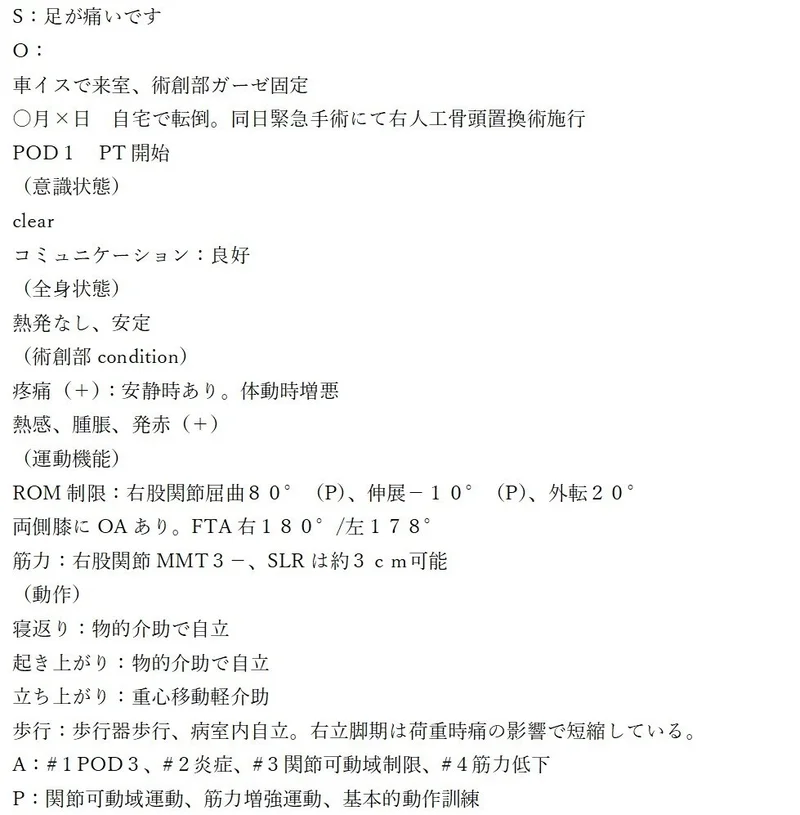 S：足が痛いです
O：
車イスで来室、術創部ガーゼ固定
〇月×日　自宅で転倒。同日緊急手術にて右人工骨頭置換術施行
POD１　PT 開始
（意識状態）
clear
コミュニケーション：良好
（全身状態）
熱発なし、安定
（術創部 condition）
疼痛（＋）：安静時あり。体動時増悪
熱感、腫脹、発赤（＋）
（運動機能）
ROM 制限：右股関節屈曲８０°（P）、伸展－１０°（P）、外転２０°
両側膝に OA あり。FTA 右１８０°/左１７８°
筋力：右股関節 MMT３－、SLR は約３ｃｍ可能
（動作）
寝返り：物的介助で自立
起き上がり：物的介助で自立
立ち上がり：重心移動軽介助
歩行：歩行器歩行、病室内自立。右立脚期は荷重時痛の影響で短縮している。
A：#１POD３、#２炎症、#３関節可動域制限、#４筋力低下
P：関節可動域運動、筋力増強運動、基本的動作訓練